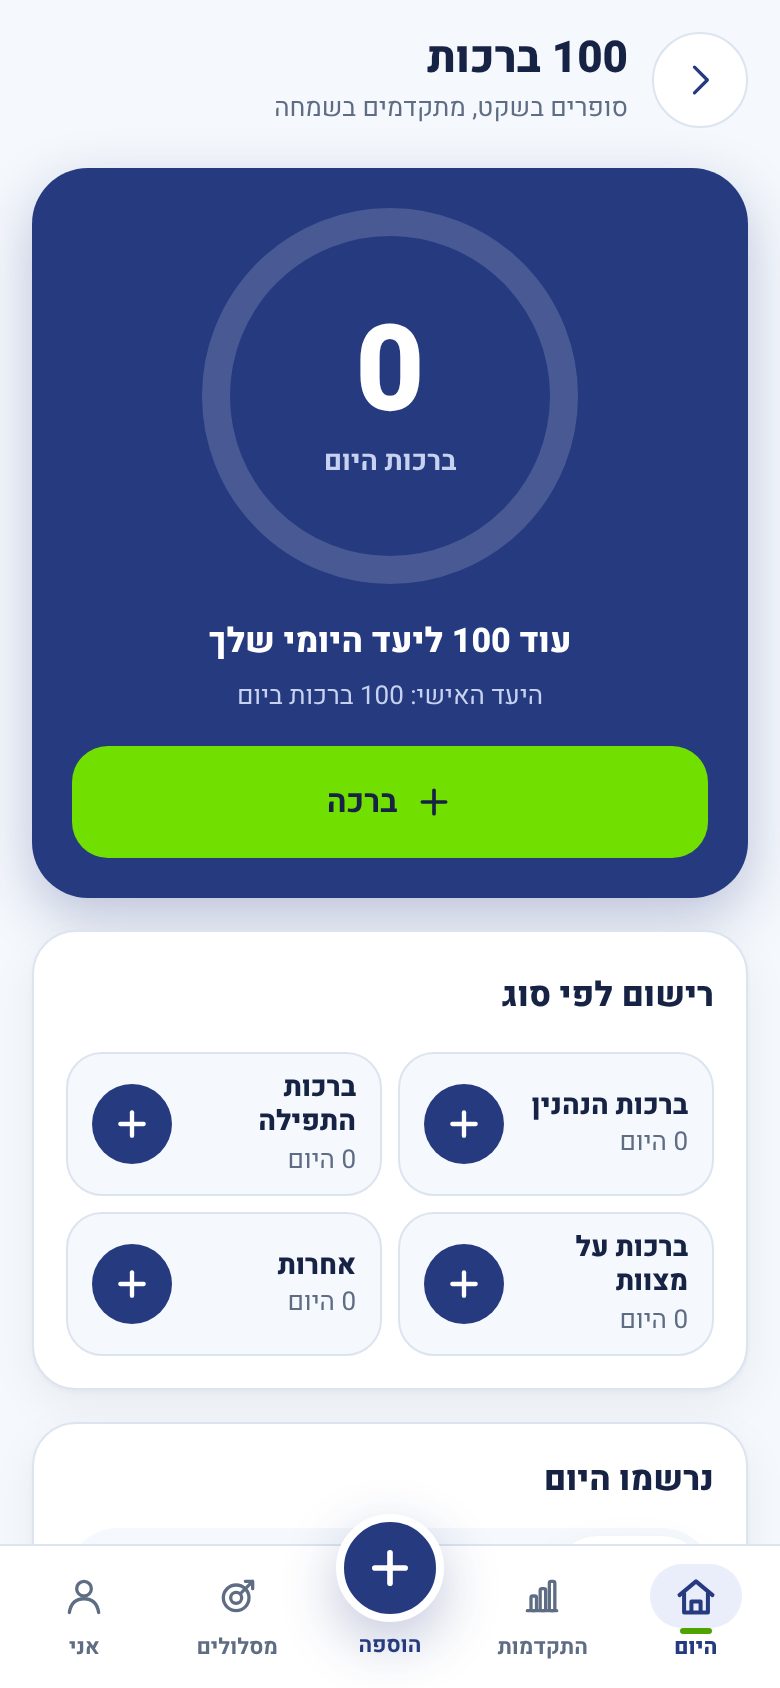 100 ברכות
סופרים בשקט, מתקדמים בשמחה
0
ברכות היום
עוד 100 ליעד היומי שלך
היעד האישי: 100 ברכות ביום
+ ברכה
רישום לפי סוג
ברכות הנהנין
0 היום
ברכות
התפילה
0 היום
ברכות על
מצוות
0 היום
אחרות
0 היום
נרשמו היום
היום
התקדמות
הוספה
מסלולים
אני